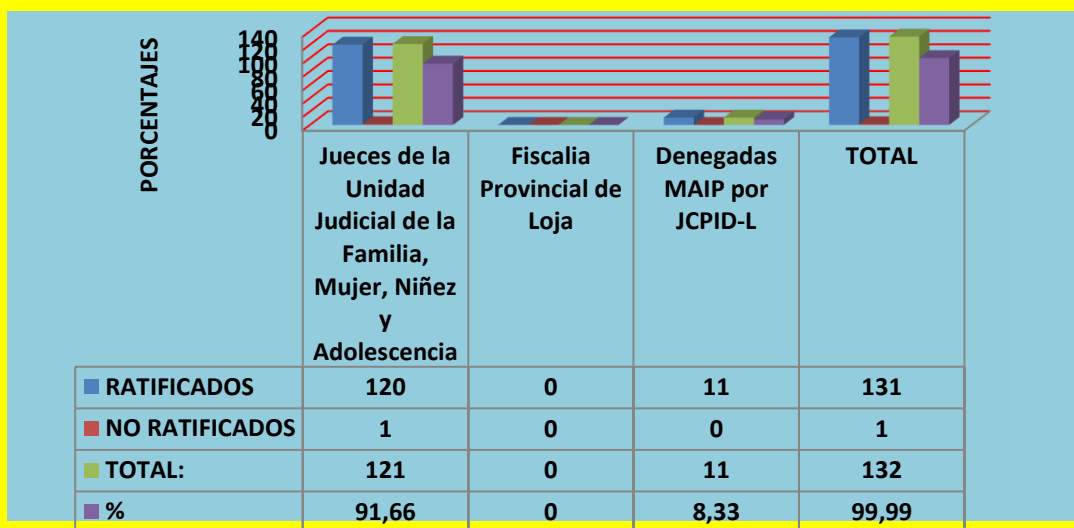 PORCENTAJES
140
120
100
80
60
40
20
0
Jueces de la
Unidad
Judicial de la
Familia,
Mujer, Niñez
y
Adolescencia
Fiscalia
Provincial de
Loja
Denegadas
MAIP por
JCPID-L
TOTAL
RATIFICADOS 120 0 11 131
NO RATIFICADOS 1 0 0 1
TOTAL: 121 0 11 132
% 91,66 0 8,33 99,99